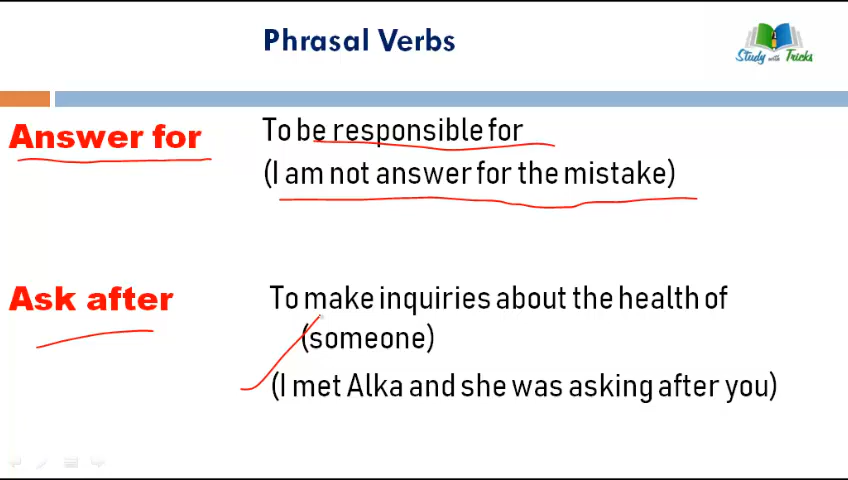 Phrasal Verbs
Study with Tricks
Answer for
To be responsible for
(I am not answer for the mistake)
Ask after
To make inquiries about the health of
(someone)
(I met Alka and she was asking after you)